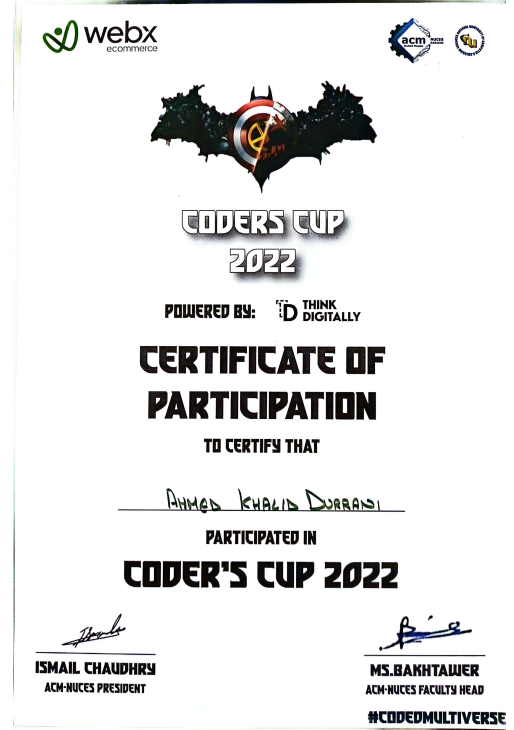 webx
ecommerce
acm NUCES
CODERS CUP
2022
POWERED BY: TD THINK
DIGITALLY
CERTIFICATE OF
PARTICIPATION
TO CERTIFY THAT
AHMED KHALID DURRANI
PARTICIPATED IN
CODER'S CUP 2022
ISMAIL CHAUDHRY
ACM-NUCES PRESIDENT
MS.BAKHTAWER
ACM-NUCES FACULTY HEAD
#CODEDMULTIVERSE